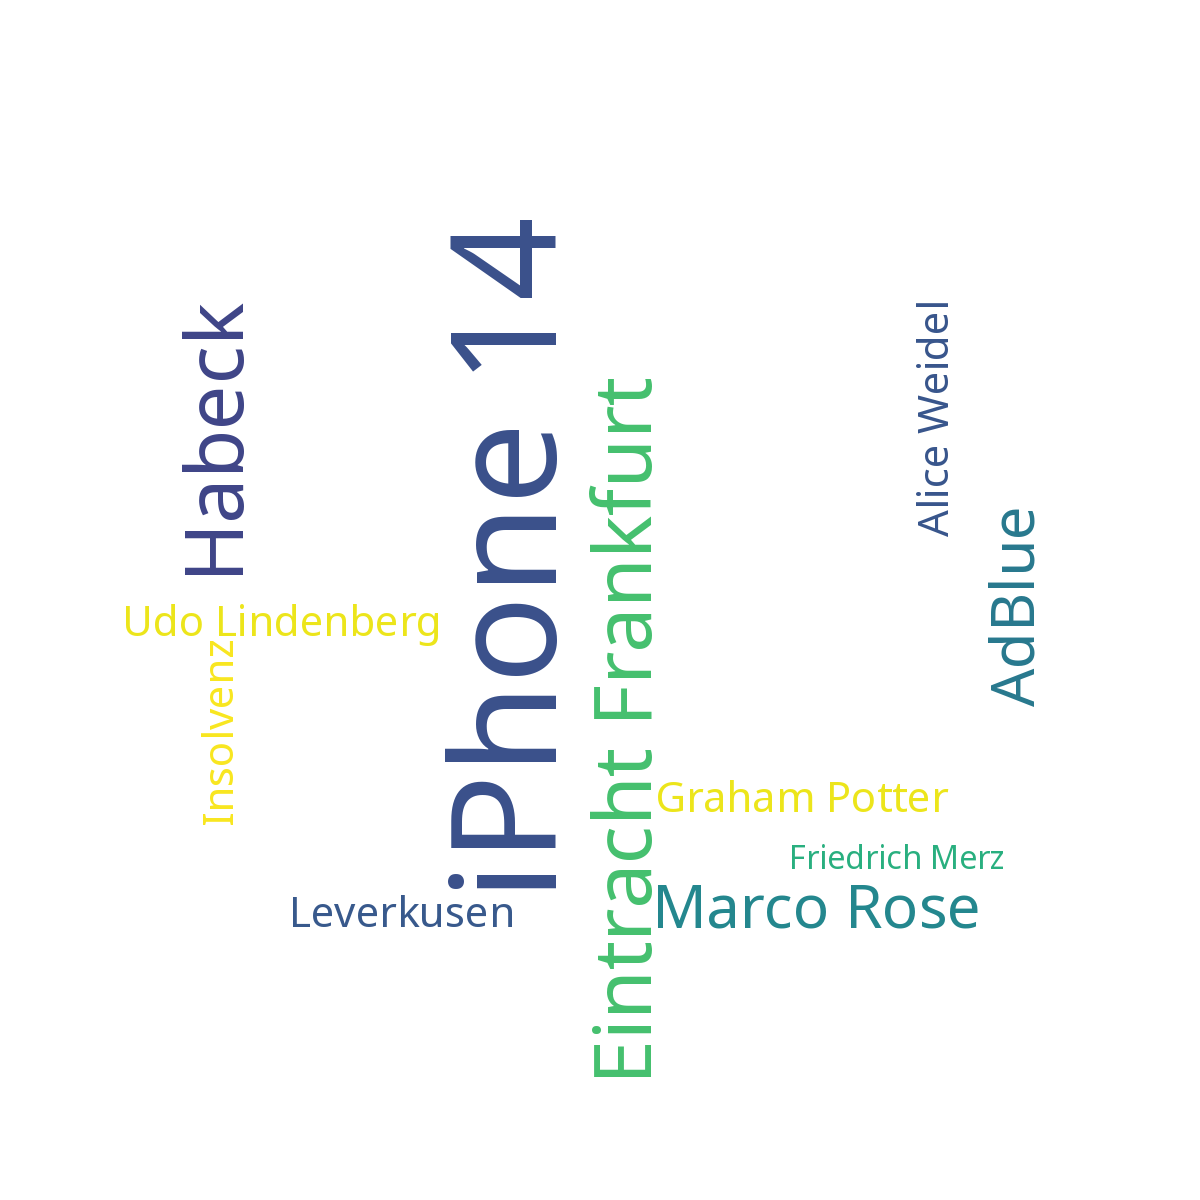 iPhone 14
Eintracht Frankfurt
Habeck
Alice Weidel
AdBlue
Udo Lindenberg
Insolvenz
Graham Potter
Friedrich Merz
Marco Rose
Leverkusen